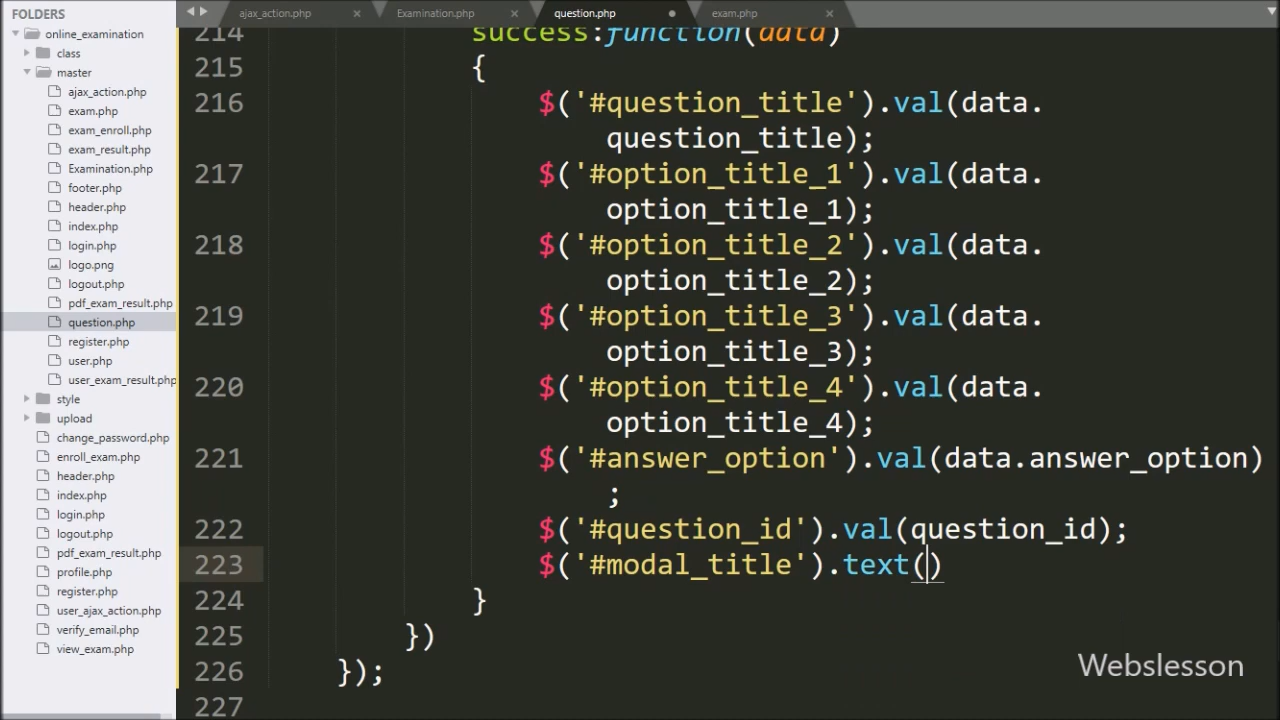 FOLDERS
online_examination
class
master
ajax_action.php
exam.php
exam_enroll.php
exam_result.php
Examination.php
footer.php
header.php
index.php
login.php
logo.png
logout.php
pdf_exam_result.php
question.php
register.php
user.php
user_exam_result.php
style
upload
change_password.php
enroll_exam.php
header.php
index.php
login.php
logout.php
pdf_exam_result.php
profile.php
register.php
user_ajax_action.php
verify_email.php
view_exam.php
ajax_action.php Examination.php question.php exam.php
214 success:function(data)
215 {
216 $('#question_title').val(data.
question_title);
217 $('#option_title_1').val(data.
option_title_1);
218 $('#option_title_2').val(data.
option_title_2);
219 $('#option_title_3').val(data.
option_title_3);
220 $('#option_title_4').val(data.
option_title_4);
221 $('#answer_option').val(data.answer_option)
;
222 $('#question_id').val(question_id);
223 $('#modal_title').text()
224 }
225 })
226 });
227
Webslesson